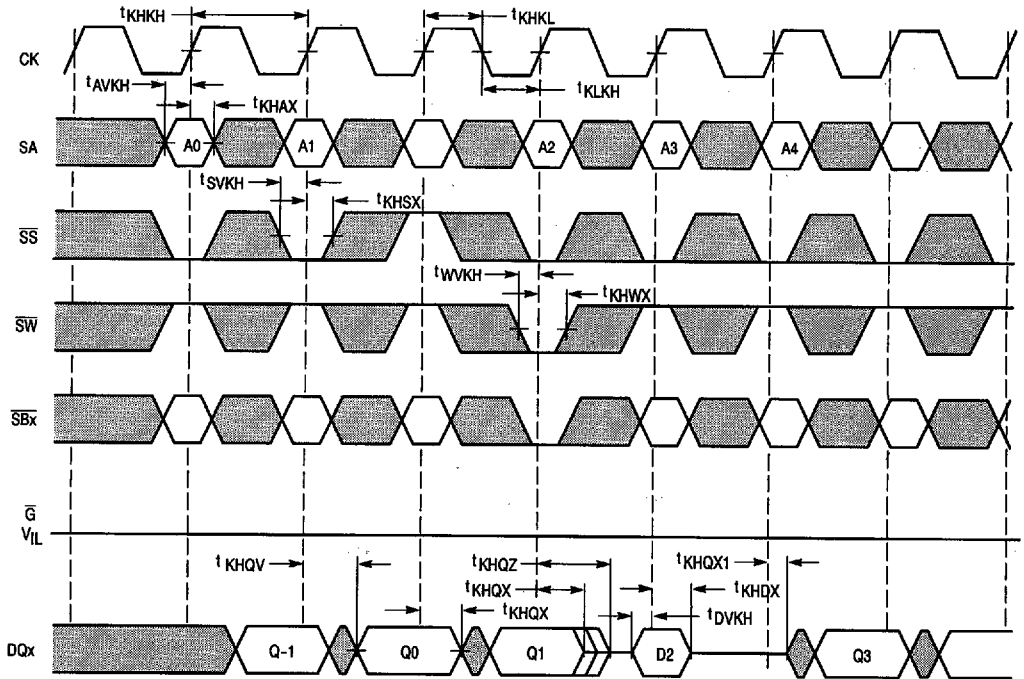 tKHKH
tKHKL
CK
tAVKH
tKLKH
tKHAX
SA
A0
A1
A2
A3
A4
tSVKH
tKHSX
SS
tWVKH
tKHWX
SW
SBx
G
VIL
tKHQV
tKHQZ
tKHQX1
tKHQX
tKHDX
tKHQX
tDVKH
DQx
Q-1
Q0
Q1
D2
Q3